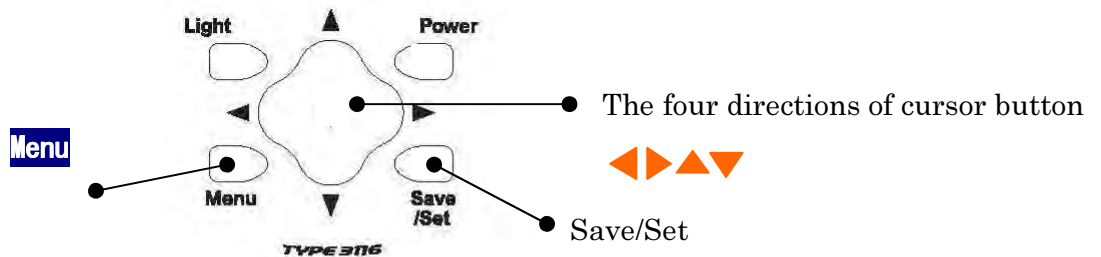 Light
Power
The four directions of cursor button
Menu
Menu
Save
/Set
Save/Set
TYPE 3116